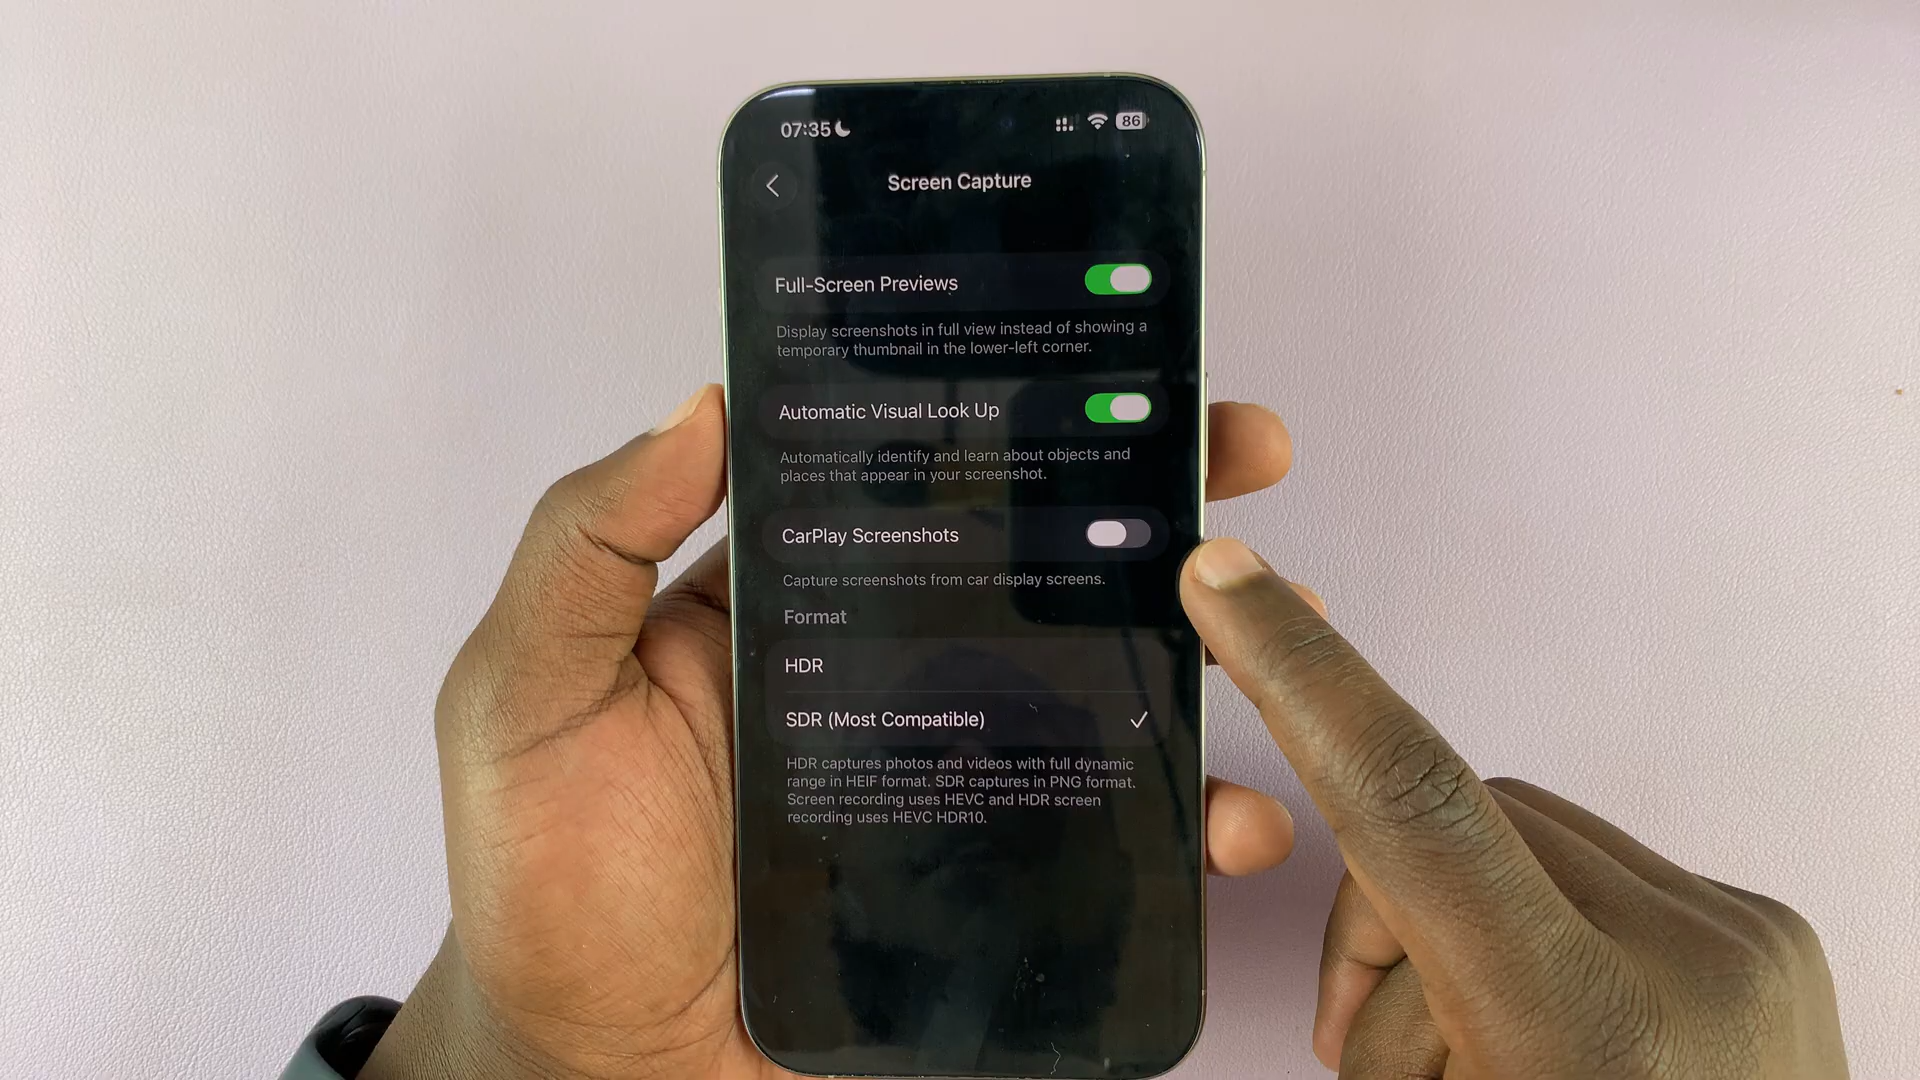 07:35
86
Screen Capture
Full-Screen Previews
Display screenshots in full view instead of showing a
temporary thumbnail in the lower-left corner.
Automatic Visual Look Up
Automatically identify and learn about objects and
places that appear in your screenshot.
CarPlay Screenshots
Capture screenshots from car display screens.
Format
HDR
SDR (Most Compatible)
HDR captures photos and videos with full dynamic
range in HEIF format. SDR captures in PNG format.
Screen recording uses HEVC and HDR screen
recording uses HEVC HDR10.